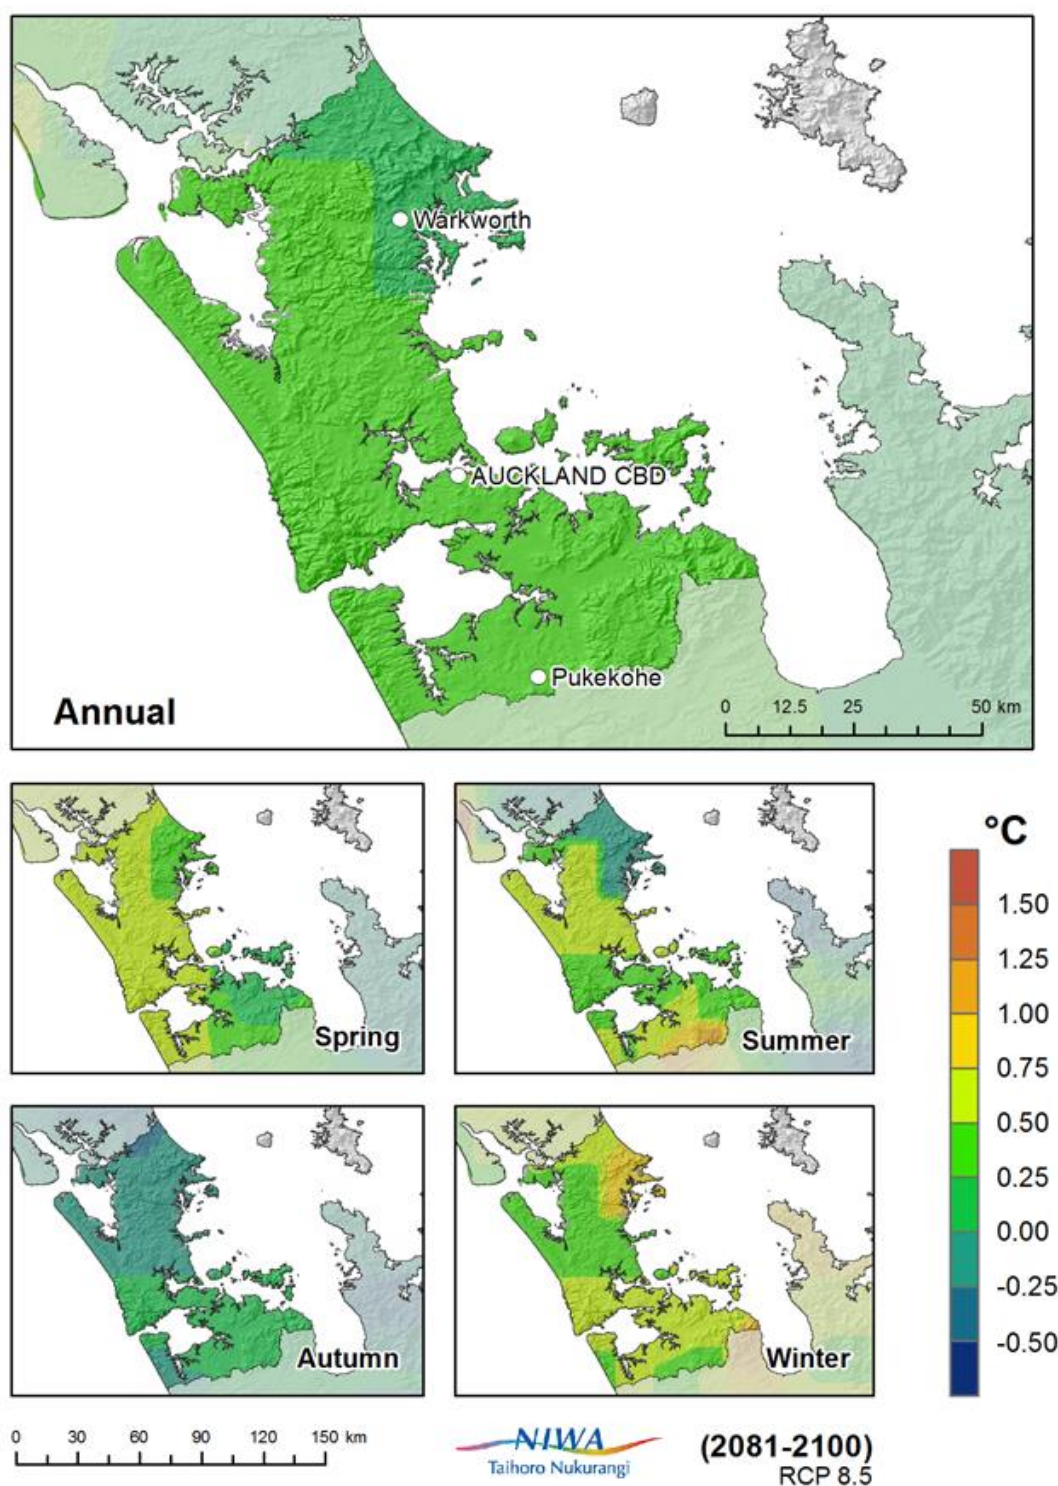 Warkworth
AUCKLAND CBD
Pukekohe
Annual
0 12.5 25 50 km
°C
1.50
1.25
1.00
0.75
0.50
0.25
0.00
-0.25
-0.50
Spring
Summer
Autumn
Winter
0 30 60 90 120 150 km
NIWA
Taihoro Nukurangi
(2081-2100)
RCP 8.5